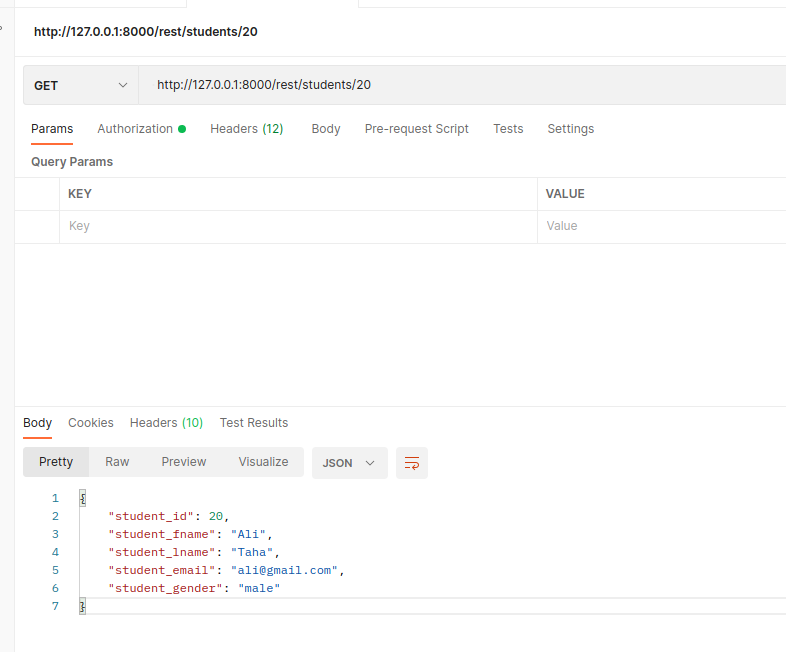 http://127.0.0.1:8000/rest/students/20
GET http://127.0.0.1:8000/rest/students/20
Params Authorization Headers (12) Body Pre-request Script Tests Settings
Query Params
KEY VALUE
Key Value
Body Cookies Headers (10) Test Results
Pretty Raw Preview Visualize JSON
1 {
2 "student_id": 20,
3 "student_fname": "Ali",
4 "student_lname": "Taha",
5 "student_email": "ali@gmail.com",
6 "student_gender": "male"
7 }